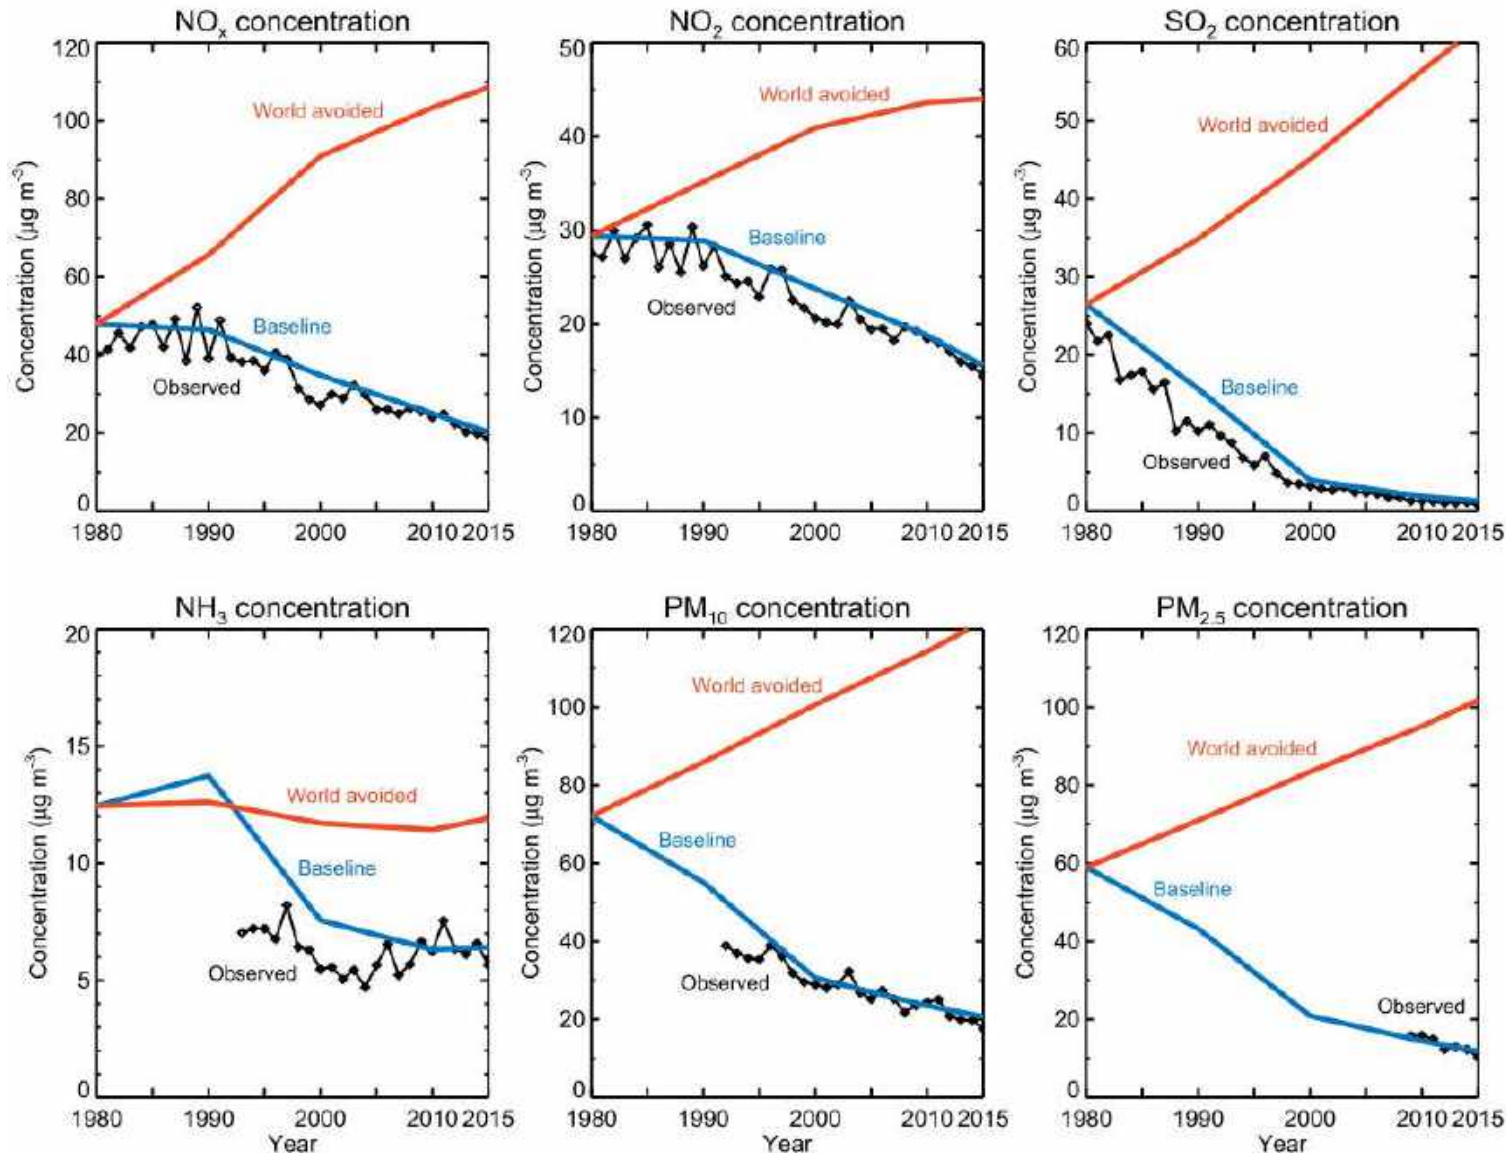 NOx concentration
NO2 concentration
SO2 concentration
Concentration (µg m-3)
120
100
80
60
40
20
0
World avoided
Baseline
Observed
1980
1990
2000
2010
2015
Concentration (µg m-3)
50
40
30
20
10
0
World avoided
Baseline
Observed
1980
1990
2000
2010
2015
Concentration (µg m-3)
60
50
40
30
20
10
0
World avoided
Baseline
Observed
1980
1990
2000
2010
2015
NH3 concentration
PM10 concentration
PM2.5 concentration
Concentration (µg m-3)
20
15
10
5
0
World avoided
Baseline
Observed
1980
1990
2000
2010
2015
Year
Concentration (µg m-3)
120
100
80
60
40
20
0
World avoided
Baseline
Observed
1980
1990
2000
2010
2015
Year
Concentration (µg m-3)
120
100
80
60
40
20
0
World avoided
Baseline
Observed
1980
1990
2000
2010
2015
Year